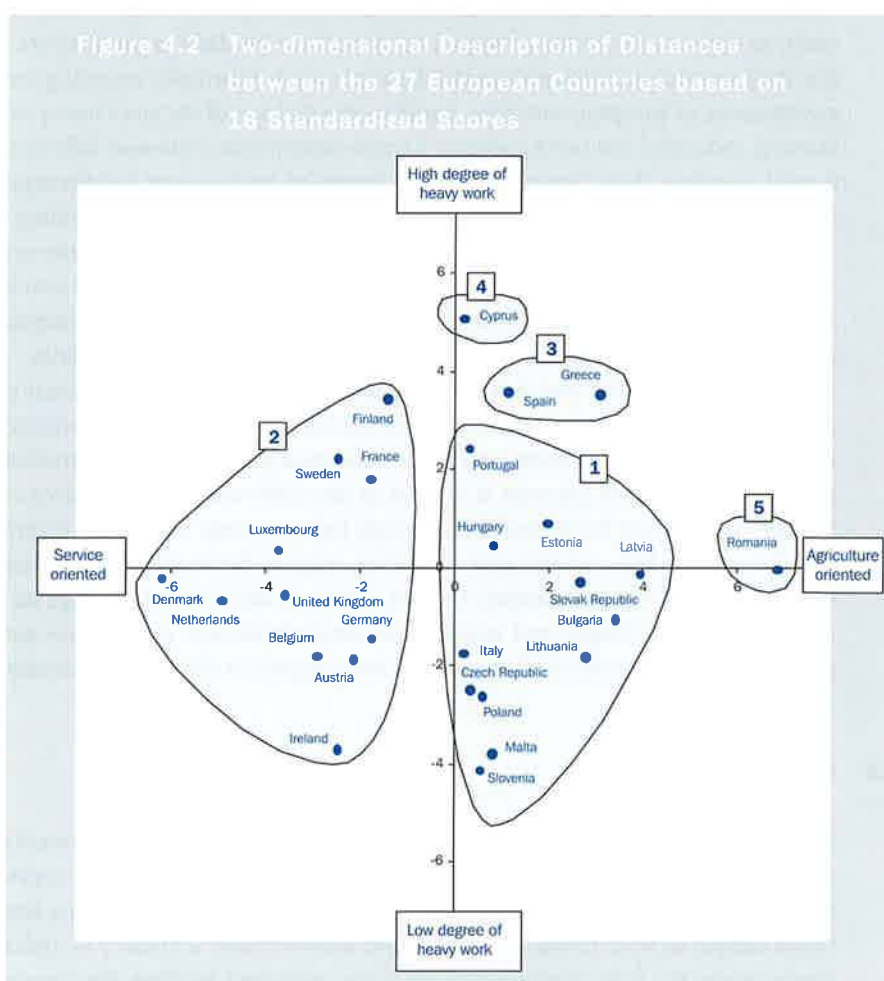 Figure 4.2 Two-dimensional Description of Distances
between the 27 European Countries based on
16 Standardised Scores
High degree of
heavy work
6
4
Cyprus
4
3
Greece
Spain
Finland
2
France
Sweden
2
Portugal
1
Hungary
Estonia
Latvia
Luxembourg
5
Romania
Service
oriented
Agriculture
oriented
-6
-4
-2
0
2
4
6
Denmark
Netherlands
United Kingdom
Germany
Belgium
Austria
Slovak Republic
Bulgaria
Lithuania
Italy
-2
Czech Republic
Poland
Ireland
Malta
-4
Slovenia
-6
Low degree of
heavy work